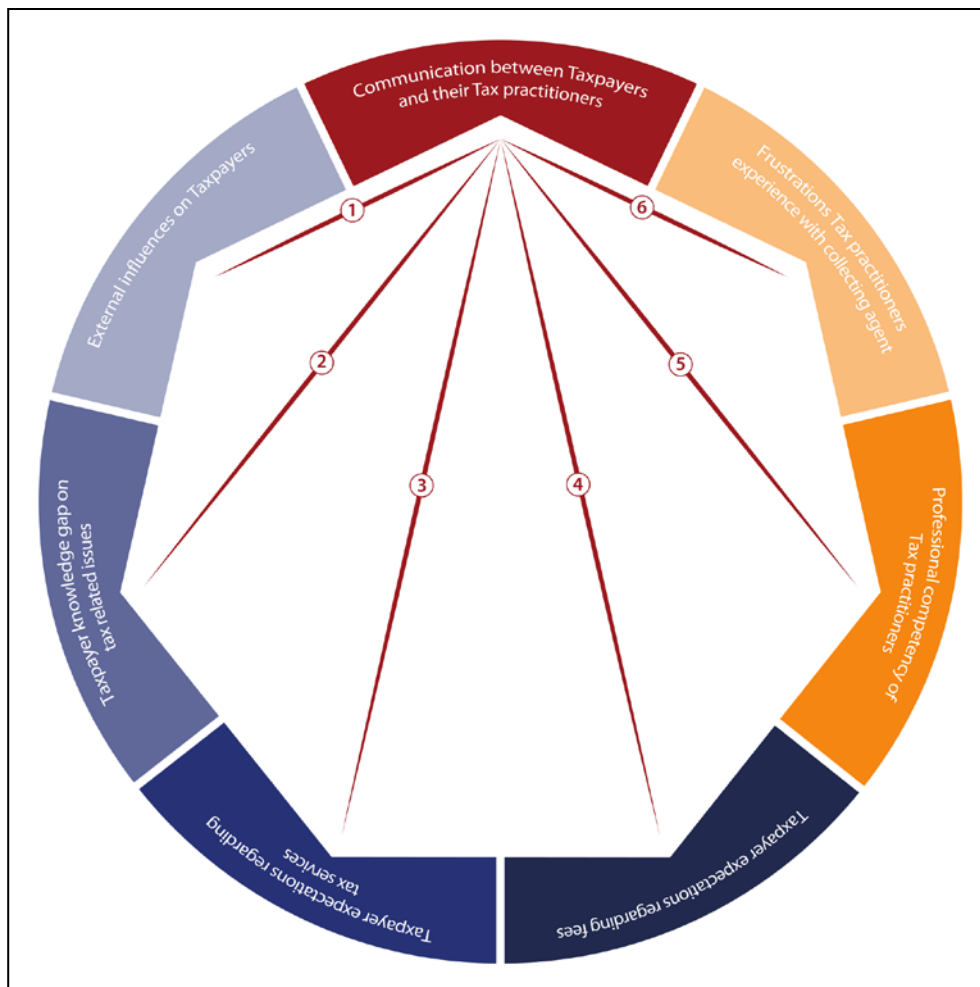 Communication between Taxpayers
and their Tax practitioners
Frustrations Tax practitioners
experience with collecting agent
Professional competency of
Tax practitioners
Taxpayer expectations regarding fees
Taxpayer expectations regarding
tax services
Taxpayer knowledge gap on
tax related issues
External influences on Taxpayers
1
2
3
4
5
6